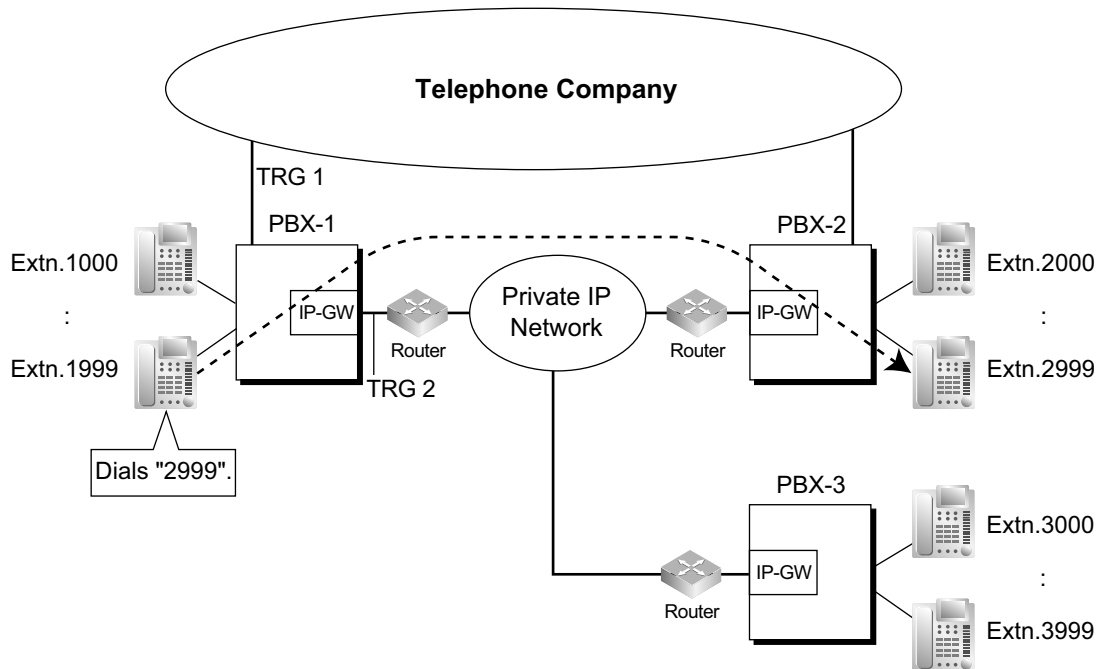 Telephone Company
TRG 1
PBX-1
PBX-2
Extn.1000
:
Extn.1999
IP-GW
Router
TRG 2
Private IP
Network
Router
IP-GW
Extn.2000
:
Extn.2999
Dials "2999".
PBX-3
Router
IP-GW
Extn.3000
:
Extn.3999